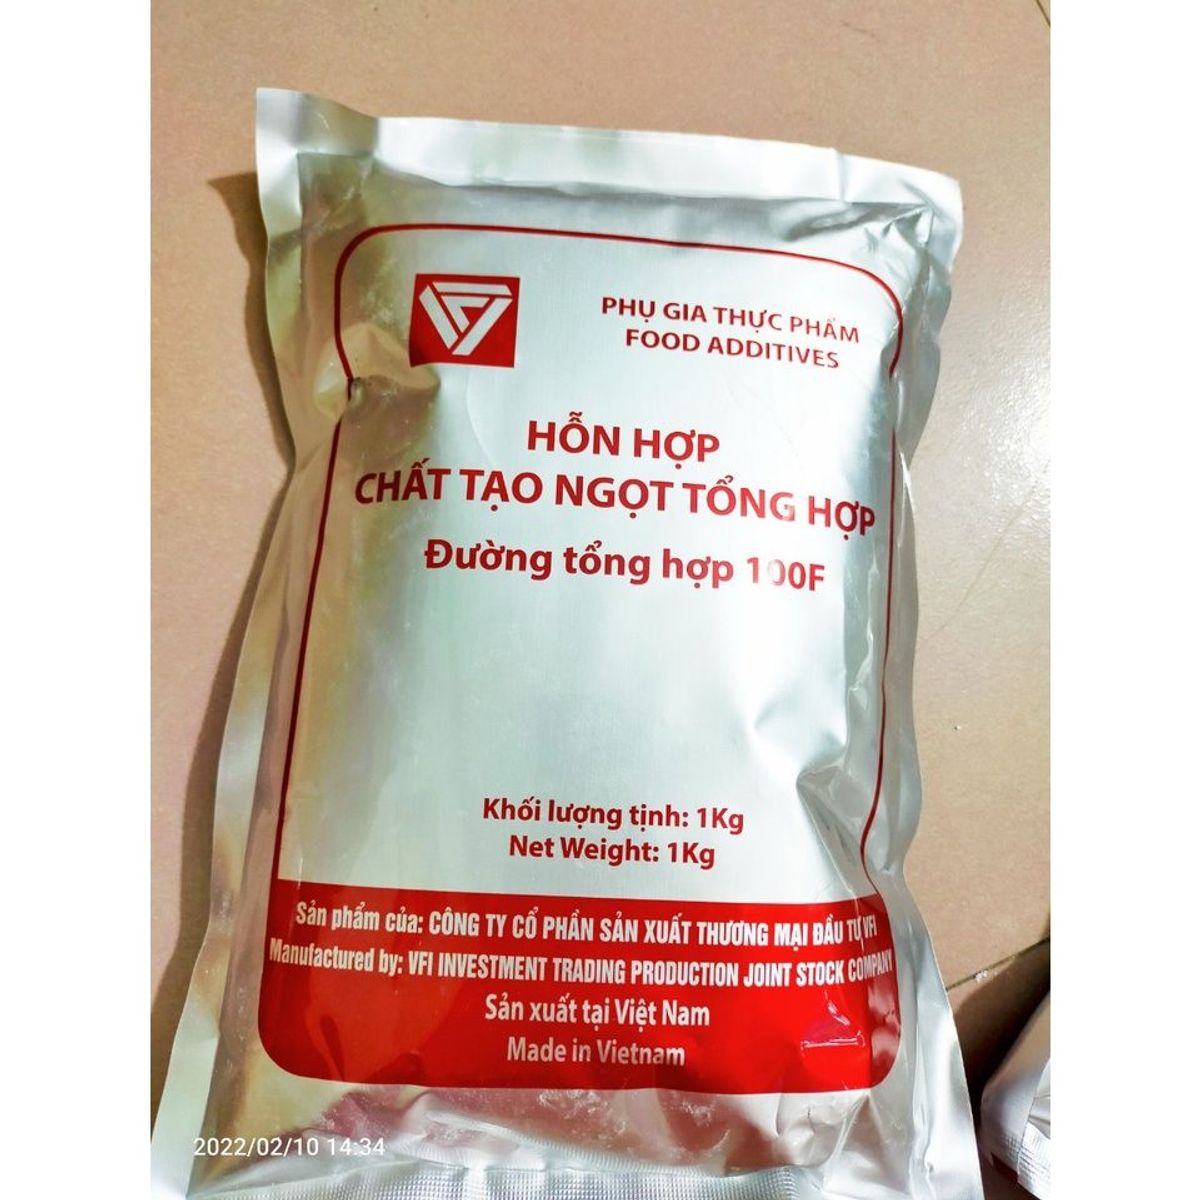 PHỤ GIA THỰC PHẨM
FOOD ADDITIVES
HỖN HỢP
CHẤT TẠO NGỌT TỔNG HỢP
Đường tổng hợp 100F
Khối lượng tịnh: 1Kg
Net Weight: 1Kg
Sản phẩm của: CÔNG TY CỔ PHẦN SẢN XUẤT THƯƠNG MẠI ĐẦU TƯ VFI
Manufactured by: VFI INVESTMENT TRADING PRODUCTION JOINT STOCK COMPANY
Sản xuất tại Việt Nam
Made in Vietnam
2022/02/10 14:34